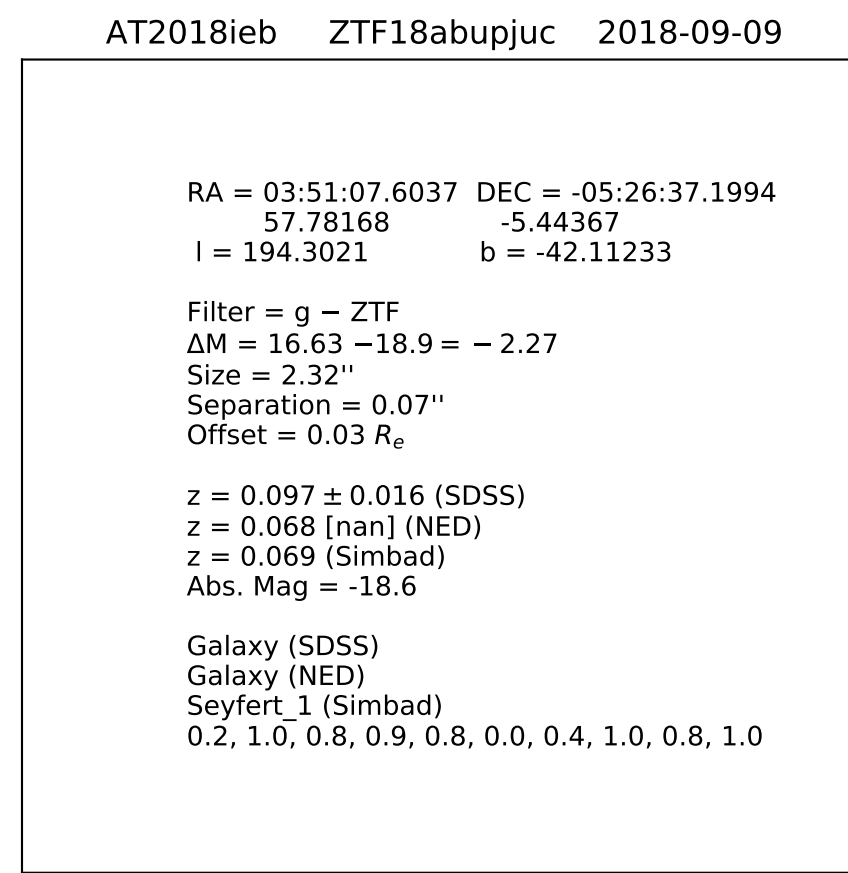 AT2018ieb ZTF18abupjuc 2018-09-09
RA = 03:51:07.6037 DEC = -05:26:37.1994
57.78168 -5.44367
l = 194.3021 b = -42.11233
Filter = g − ZTF
ΔM = 16.63 −18.9 = − 2.27
Size = 2.32''
Separation = 0.07''
Offset = 0.03 Rₑ
z = 0.097 ± 0.016 (SDSS)
z = 0.068 [nan] (NED)
z = 0.069 (Simbad)
Abs. Mag = -18.6
Galaxy (SDSS)
Galaxy (NED)
Seyfert_1 (Simbad)
0.2, 1.0, 0.8, 0.9, 0.8, 0.0, 0.4, 1.0, 0.8, 1.0